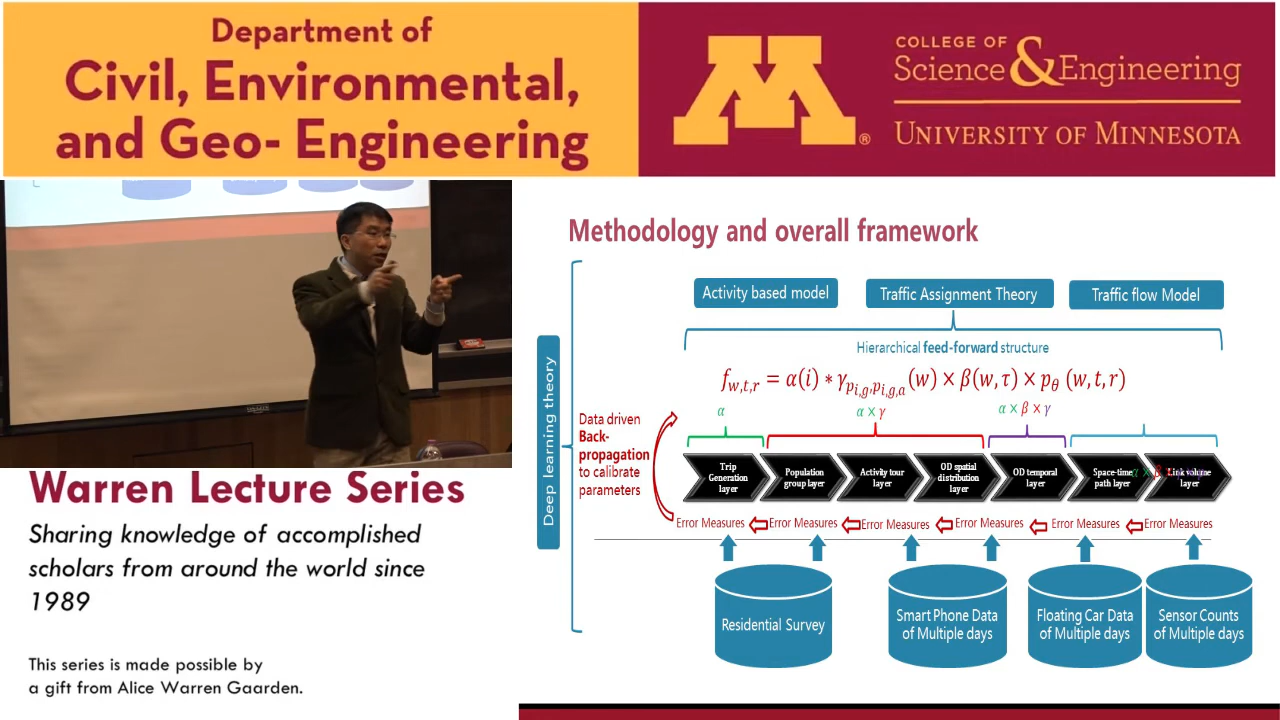 Department of
Civil, Environmental,
and Geo- Engineering
M®
COLLEGE OF
Science & Engineering
UNIVERSITY OF MINNESOTA
Warren Lecture Series
Sharing knowledge of accomplished
scholars from around the world since
1989
This series is made possible by
a gift from Alice Warren Gaarden.
Methodology and overall framework
Deep learning theory
Activity based model
Traffic Assignment Theory
Traffic flow Model
Hierarchical feed-forward structure
f_{w,t,r} = α(i) ∗ γ_{p_{i,g},p_{i,g,a}} (w) × β(w, τ) × p_θ (w, t, r)
α
α × γ
α × β × γ
Data driven
Back-
propagation
to calibrate
parameters
Trip
Generation
layer
Population
group layer
Activity tour
layer
OD spatial
distribution
layer
OD temporal
layer
Space-time
path layer
Link volume
layer
Error Measures
Error Measures
Error Measures
Error Measures
Error Measures
Error Measures
Residential Survey
Smart Phone Data
of Multiple days
Floating Car Data
of Multiple days
Sensor Counts
of Multiple days